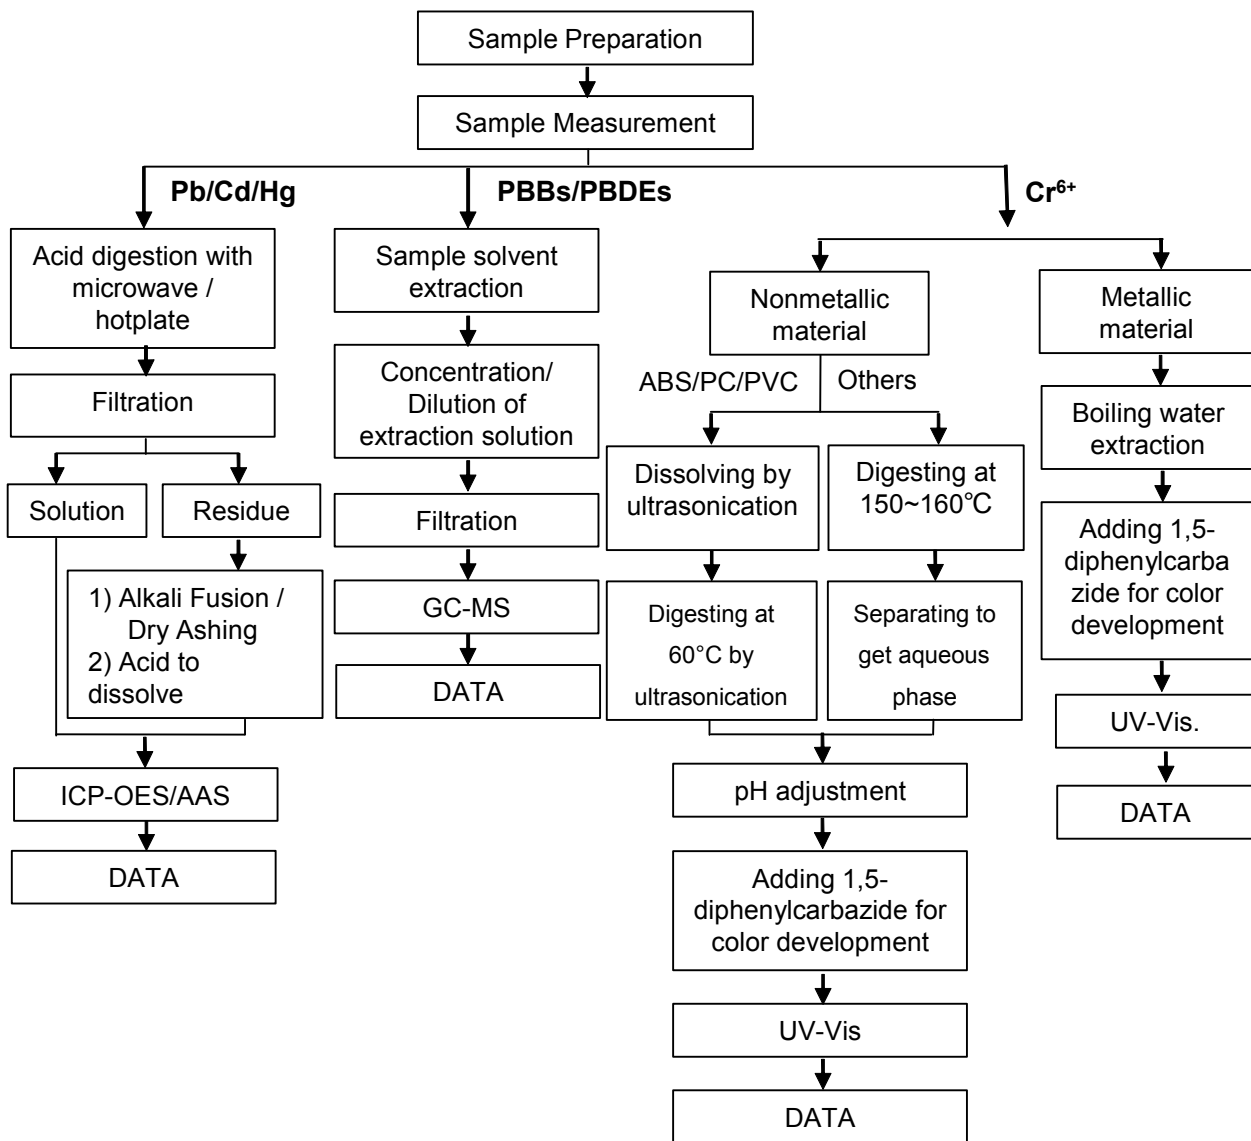 Sample Preparation
Sample Measurement
Pb/Cd/Hg
PBBs/PBDEs
Cr⁶⁺
Acid digestion with
microwave /
hotplate
Filtration
Solution
Residue
1) Alkali Fusion /
Dry Ashing
2) Acid to
dissolve
ICP-OES/AAS
DATA
Sample solvent
extraction
Concentration/
Dilution of
extraction solution
Filtration
GC-MS
DATA
Nonmetallic
material
ABS/PC/PVC
Others
Dissolving by
ultrasonication
Digesting at
60°C by
ultrasonication
Digesting at
150~160℃
Separating to
get aqueous
phase
pH adjustment
Adding 1,5-
diphenylcarbazide for
color development
UV-Vis
DATA
Metallic
material
Boiling water
extraction
Adding 1,5-
diphenylcarba
zide for color
development
UV-Vis.
DATA